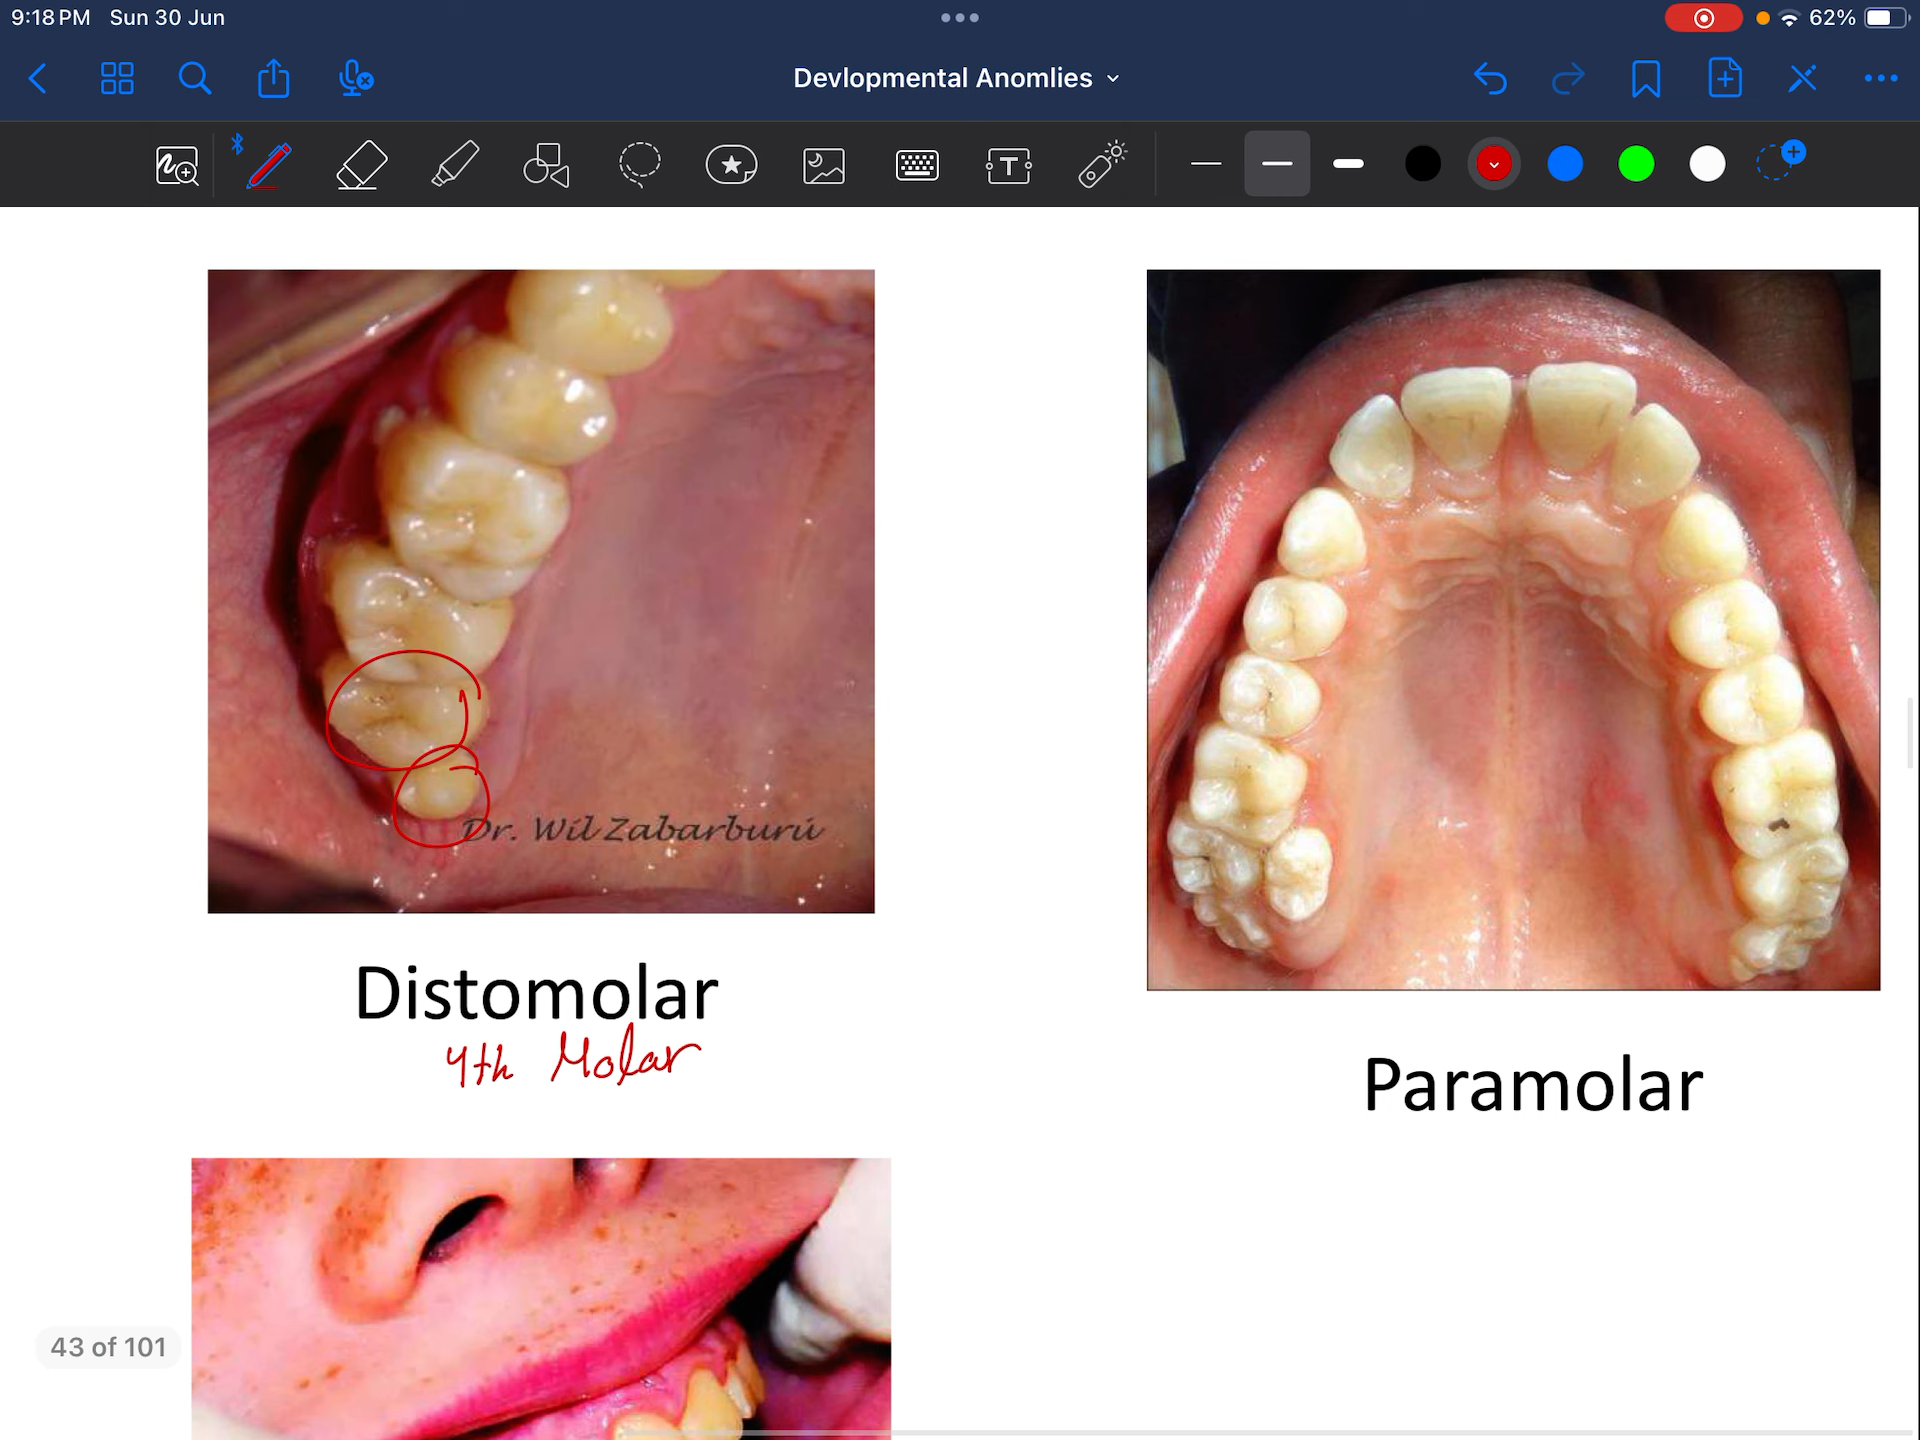 9:18 PM Sun 30 Jun
62%
Devlopmental Anomlies
T
Dr. Wil Zabarburú
Distomolar
4th Molar
Paramolar
43 of 101